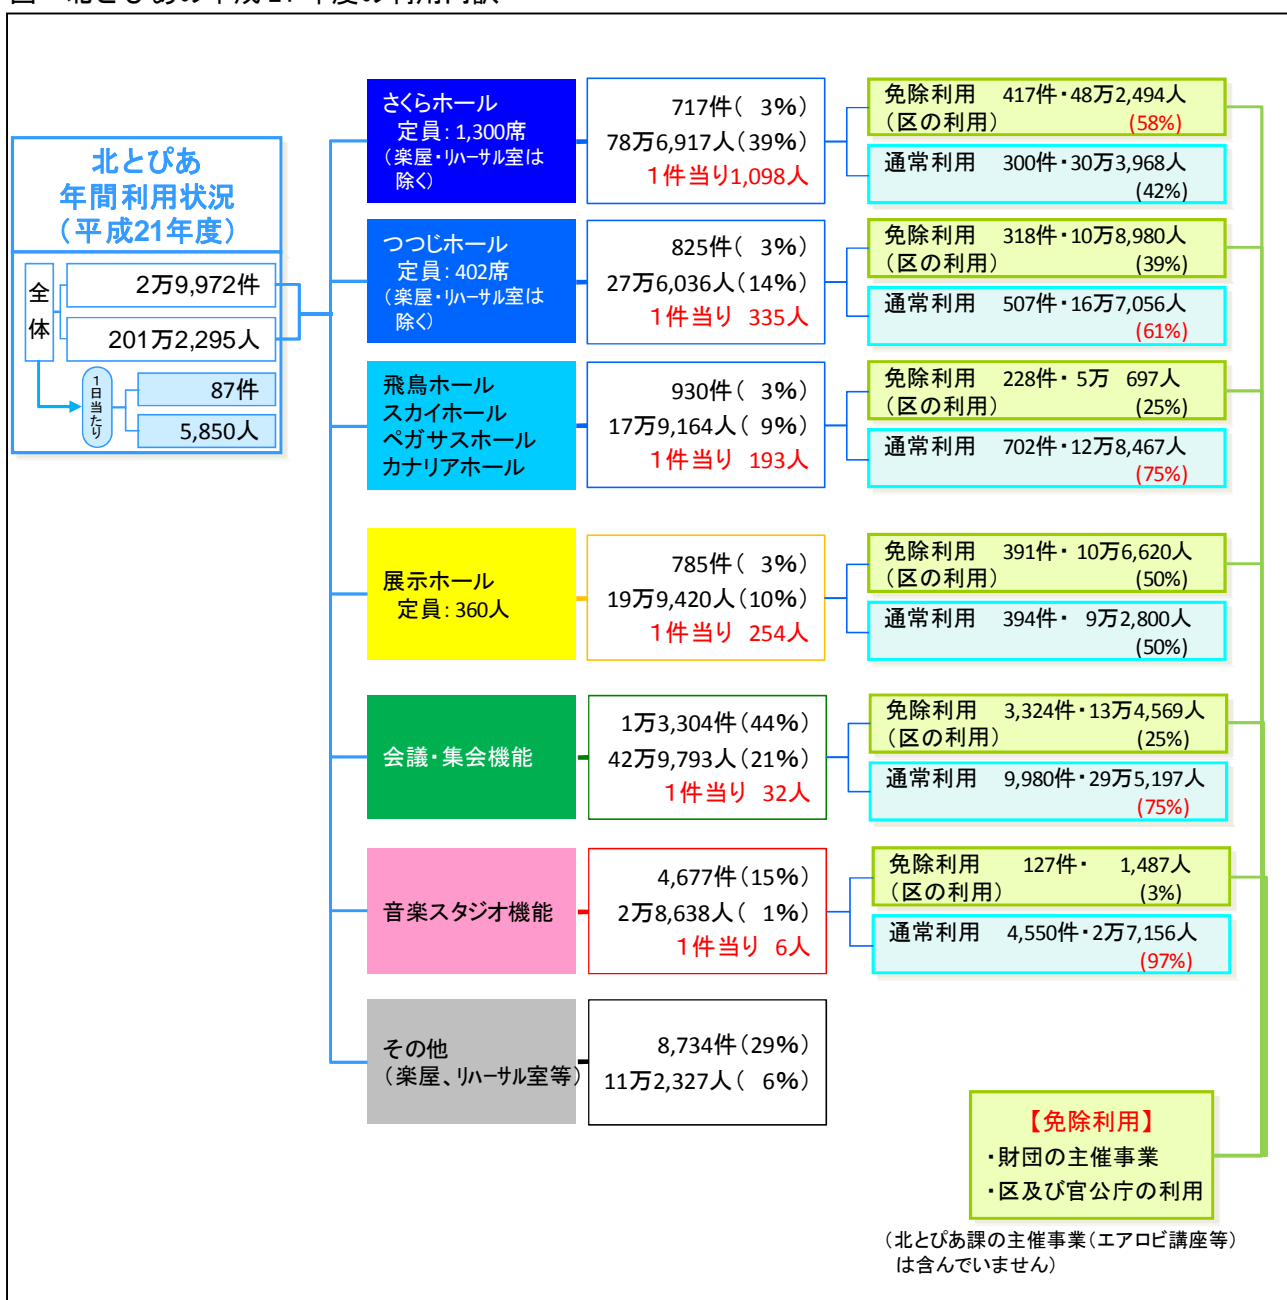 図 北とぴあの平成21年度の利用内訳
北とぴあ
年間利用状況
（平成21年度）
全体
2万9,972件
201万2,295人
1日当たり
87件
5,850人
さくらホール
定員：1,300席
（楽屋・ﾘﾊｰｻﾙ室は
除く）
717件（ 3%）
78万6,917人（39%）
１件当り1,098人
免除利用 417件・48万2,494人
（区の利用） (58%)
通常利用 300件・30万3,968人
(42%)
つつじホール
定員：402席
（楽屋・ﾘﾊｰｻﾙ室は
除く）
825件（ 3%）
27万6,036人（14%）
１件当り 335人
免除利用 318件・10万8,980人
（区の利用） (39%)
通常利用 507件・16万7,056人
(61%)
飛鳥ホール
スカイホール
ペガサスホール
カナリアホール
930件（ 3%）
17万9,164人（ 9%）
１件当り 193人
免除利用 228件・ 5万 697人
（区の利用） (25%)
通常利用 702件・12万8,467人
(75%)
展示ホール
定員：360人
785件（ 3%）
19万9,420人（10%）
１件当り 254人
免除利用 391件・ 10万6,620人
（区の利用） (50%)
通常利用 394件・ 9万2,800人
(50%)
会議・集会機能
1万3,304件（44%）
42万9,793人（21%）
１件当り 32人
免除利用 3,324件・13万4,569人
（区の利用） (25%)
通常利用 9,980件・29万5,197人
(75%)
音楽スタジオ機能
4,677件（15%）
2万8,638人（ 1%）
１件当り 6人
免除利用 127件・ 1,487人
（区の利用） (3%)
通常利用 4,550件・2万7,156人
(97%)
その他
（楽屋、ﾘﾊｰｻﾙ室等）
8,734件（29%）
11万2,327人（ 6%）
【免除利用】
・財団の主催事業
・区及び官公庁の利用
（北とぴあ課の主催事業（エアロビ講座等）
は含んでいません）